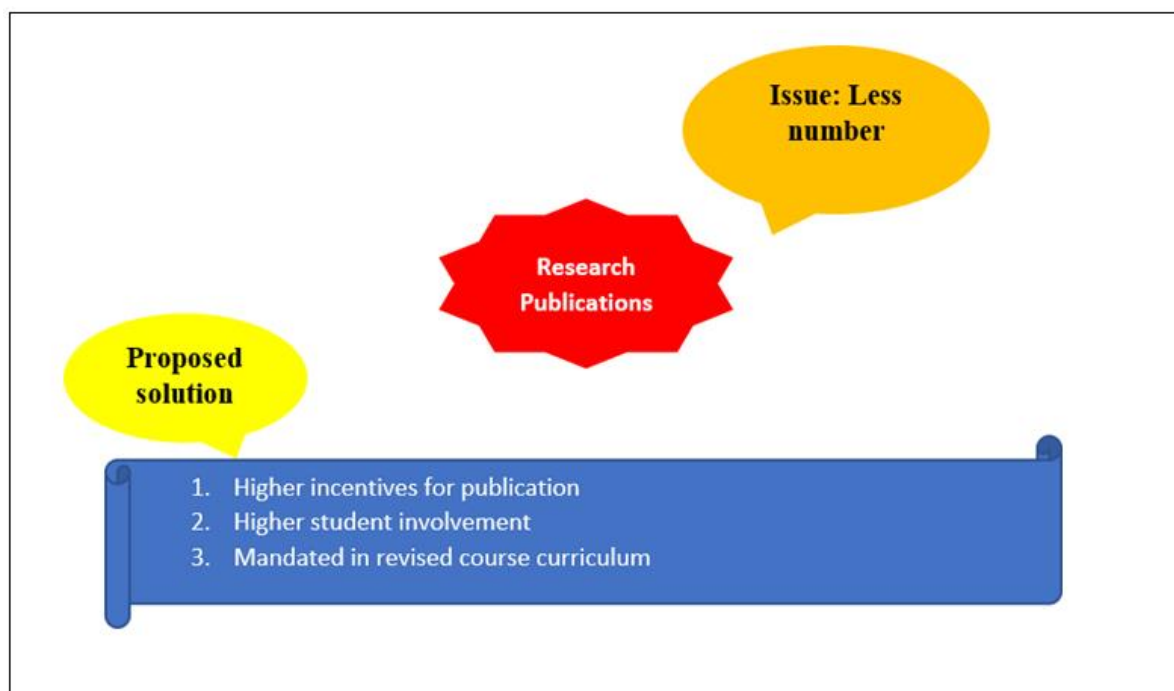 Issue: Less
number
Research
Publications
Proposed
solution
1. Higher incentives for publication
2. Higher student involvement
3. Mandated in revised course curriculum